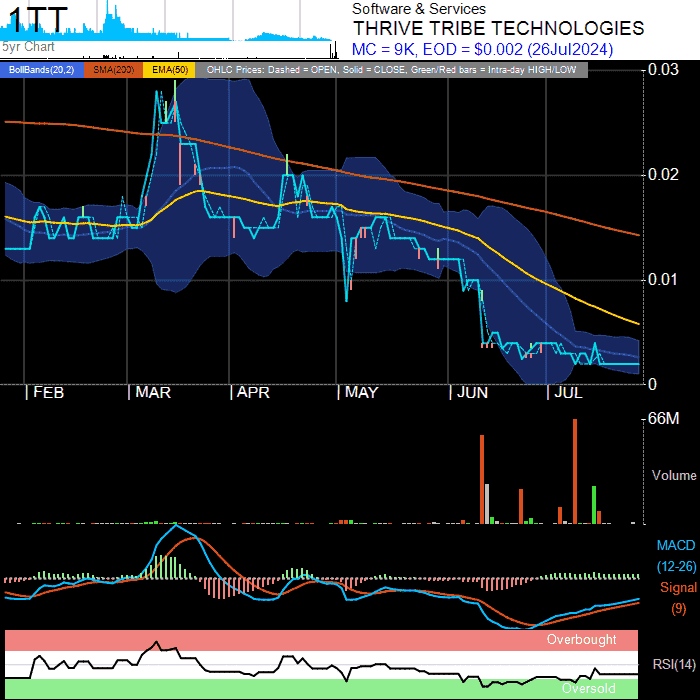 1TT
5yr Chart
Software & Services
THRIVE TRIBE TECHNOLOGIES
MC = 9K, EOD = $0.002 (26Jul2024)
BollBands(20,2) SMA(200) EMA(50) OHLC Prices: Dashed = OPEN, Solid = CLOSE, Green/Red bars = Intra-day HIGH/LOW
0.03
0.02
0.01
0
FEB MAR APR MAY JUN JUL
66M
Volume
MACD
(12-26)
Signal
(9)
Overbought
RSI(14)
Oversold